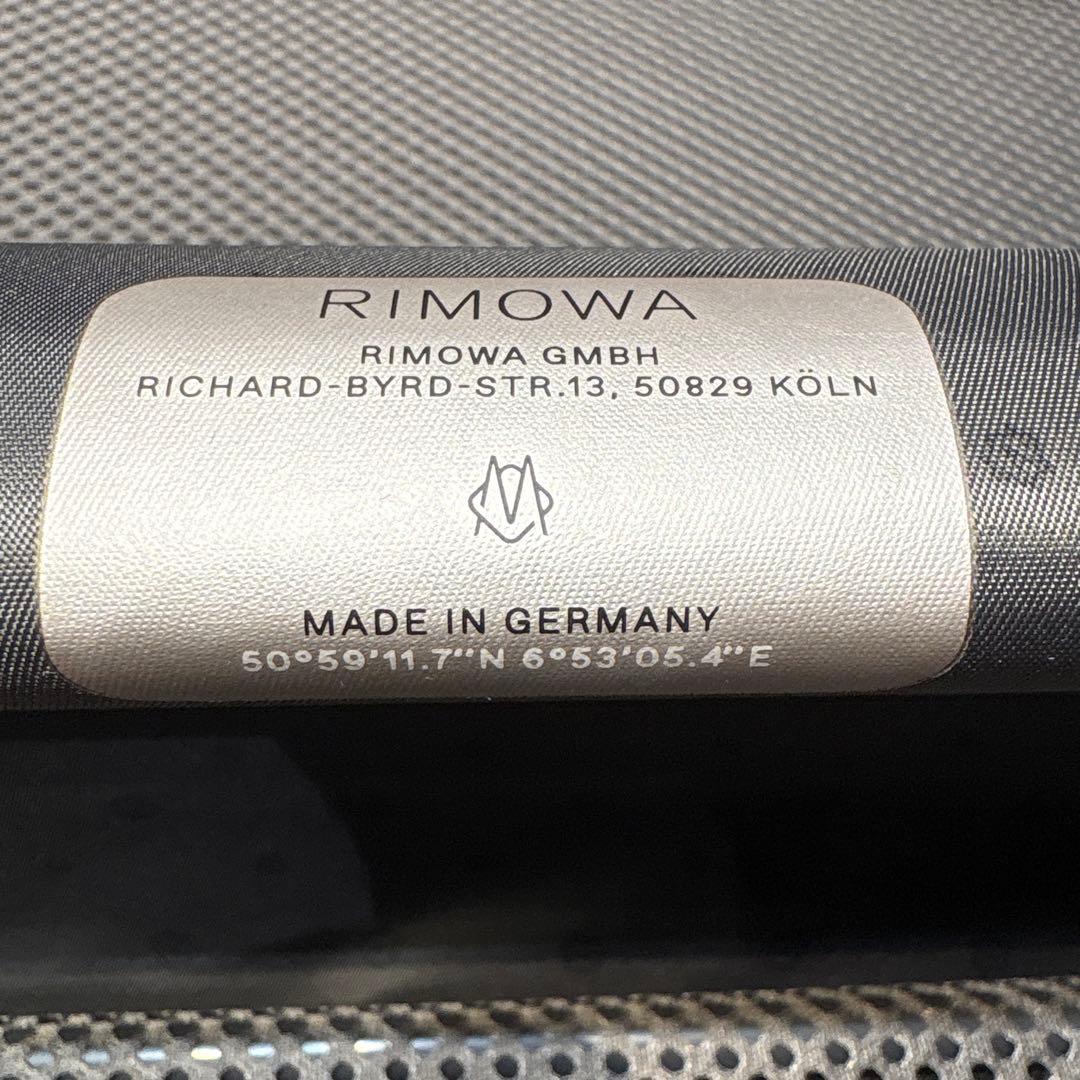 RIMOWA
RIMOWA GMBH
RICHARD-BYRD-STR.13, 50829 KÖLN
MADE IN GERMANY
50°59'11.7"N 6°53'05.4"E